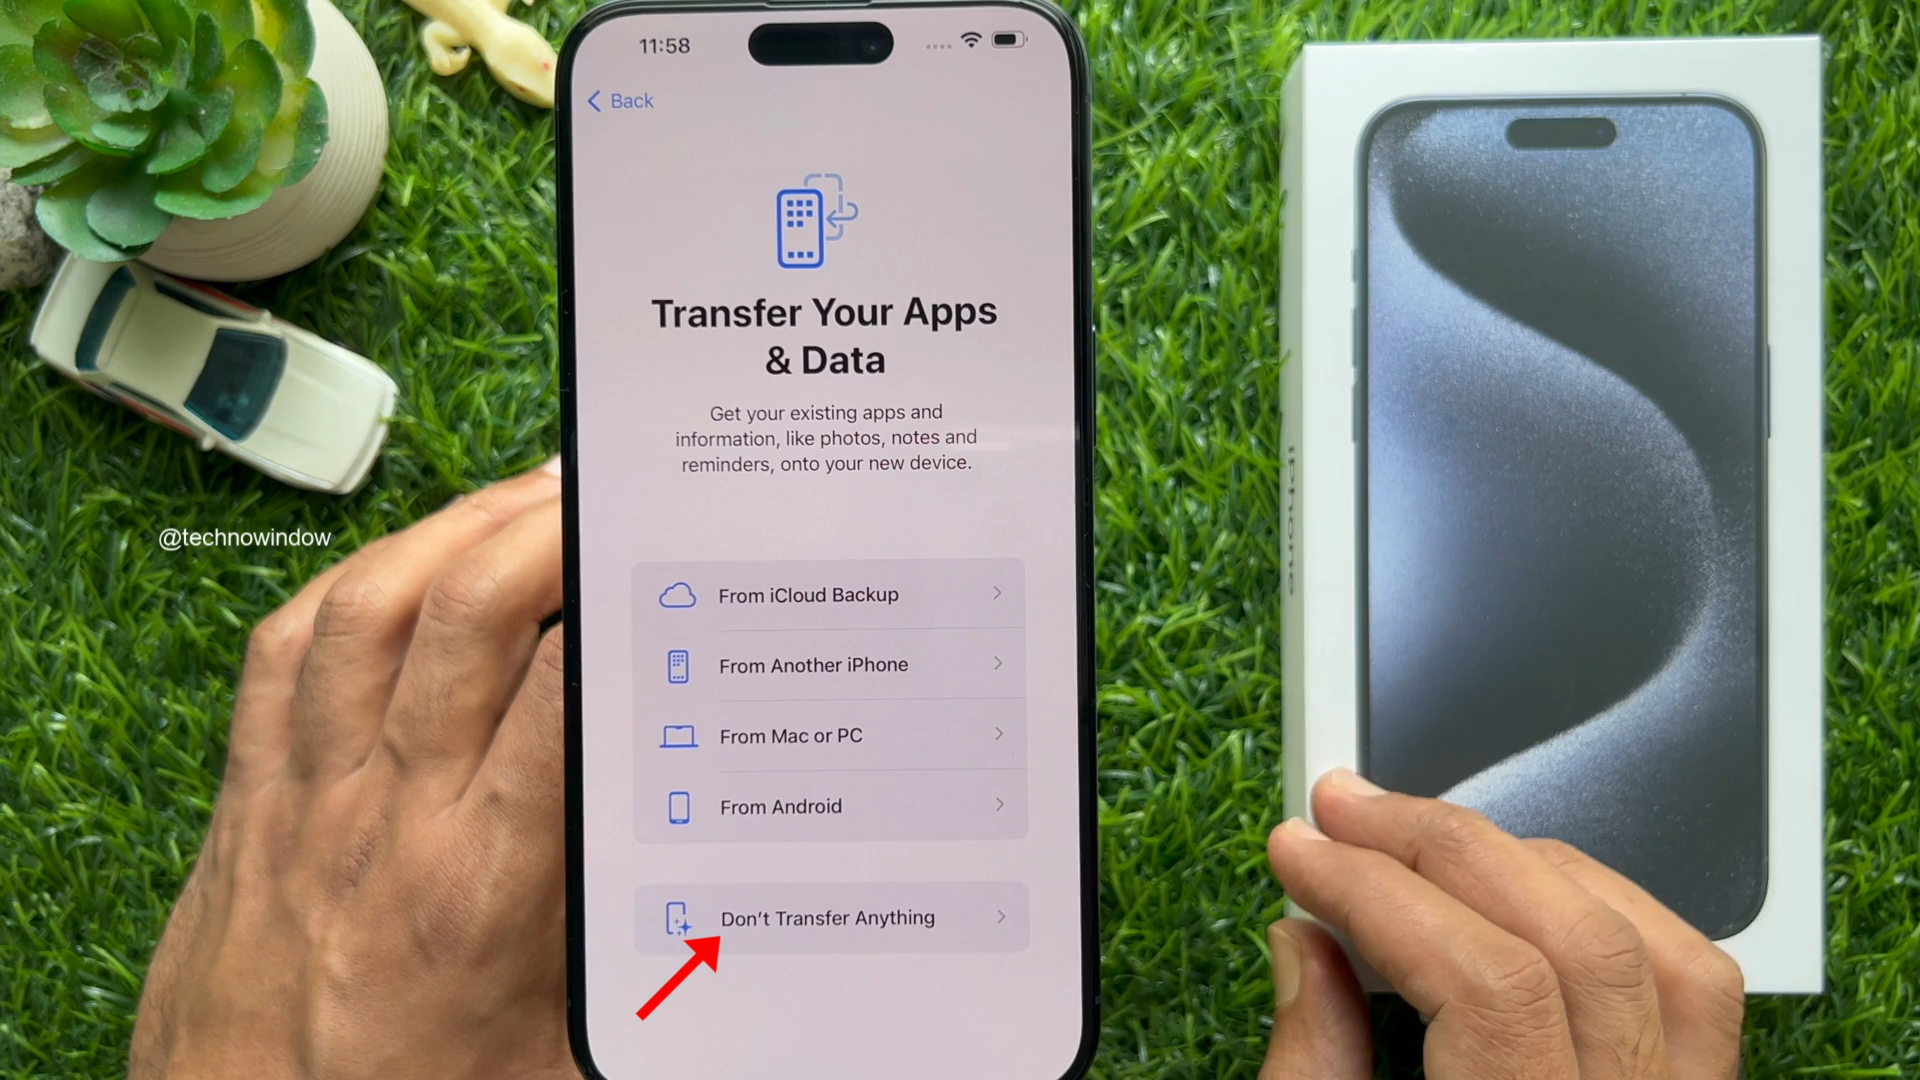 11:58
Back
Transfer Your Apps
& Data
Get your existing apps and
information, like photos, notes and
reminders, onto your new device.
@technowindow
From iCloud Backup
From Another iPhone
From Mac or PC
From Android
Don't Transfer Anything
iPhone